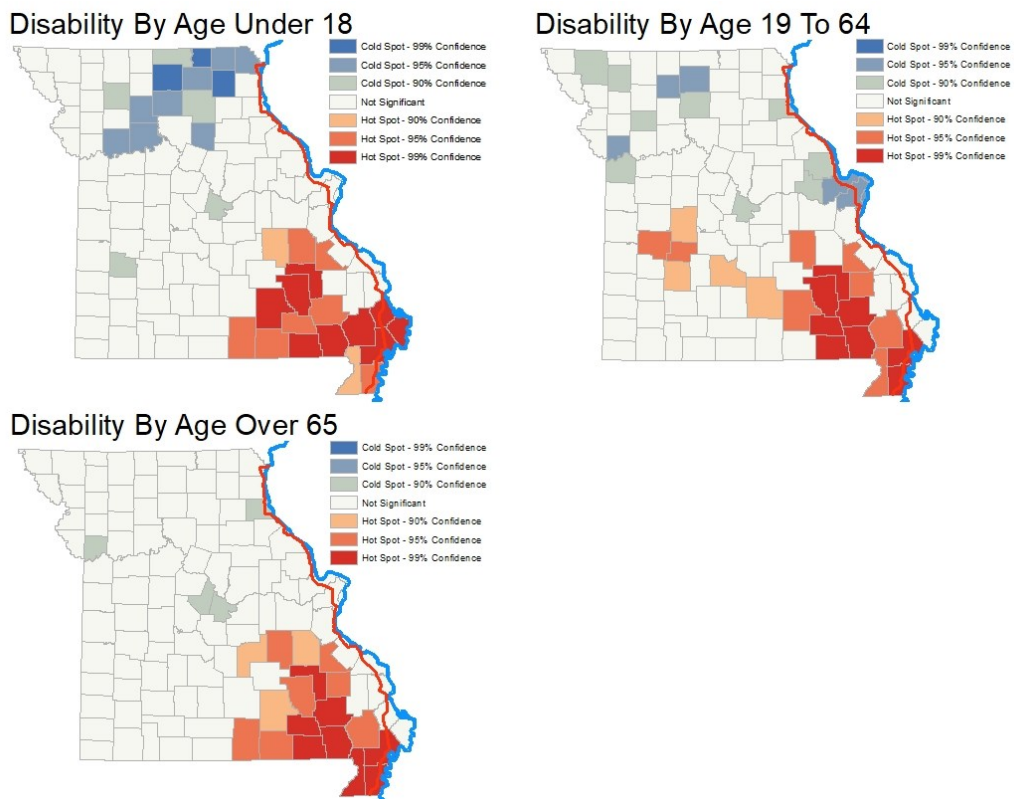 Disability By Age Under 18
Cold Spot - 99% Confidence
Cold Spot - 95% Confidence
Cold Spot - 90% Confidence
Not Significant
Hot Spot - 90% Confidence
Hot Spot - 95% Confidence
Hot Spot - 99% Confidence
Disability By Age 19 To 64
Cold Spot - 99% Confidence
Cold Spot - 95% Confidence
Cold Spot - 90% Confidence
Not Significant
Hot Spot - 90% Confidence
Hot Spot - 95% Confidence
Hot Spot - 99% Confidence
Disability By Age Over 65
Cold Spot - 99% Confidence
Cold Spot - 95% Confidence
Cold Spot - 90% Confidence
Not Significant
Hot Spot - 90% Confidence
Hot Spot - 95% Confidence
Hot Spot - 99% Confidence